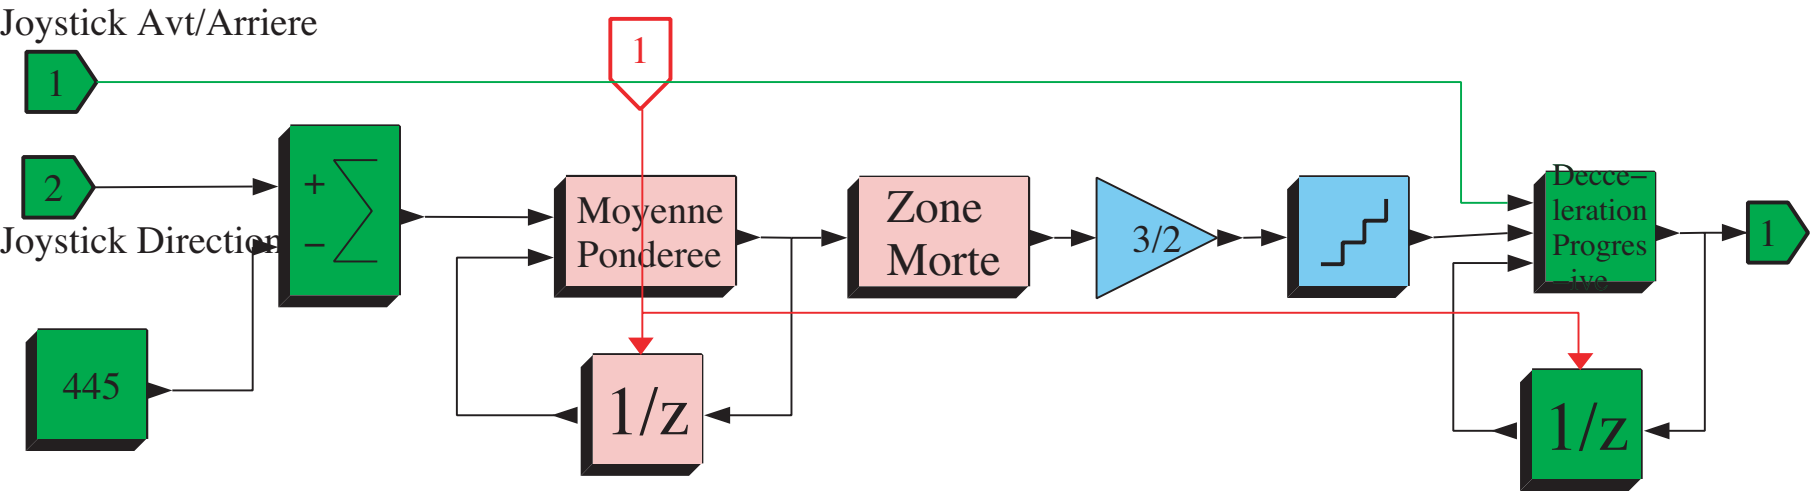 Joystick Avt/Arriere
1
1
2
Joystick Direction
+
−
445
Moyenne
Ponderee
1/z
Zone
Morte
3/2
Decce−
leration
Progres
−ive
1/z
1